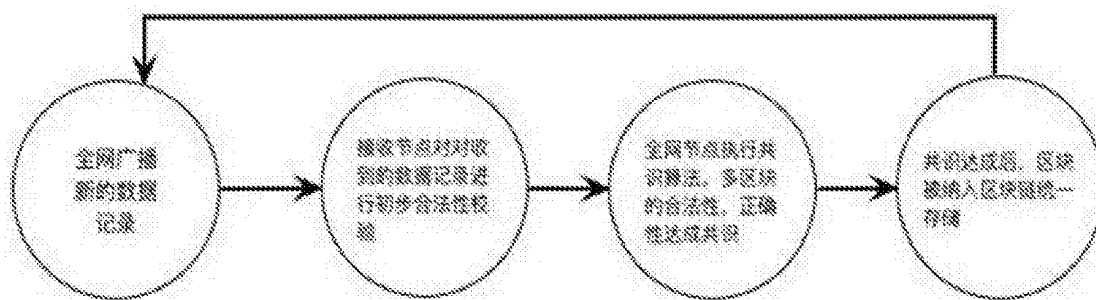 全网广播
新的数据
记录
接收节点对对收
到的数据记录进
行初步合法性校
验
全网节点执行共
识算法，多区块
的合法性、正确
性达成共识
共识达成后，区块
被纳入区块链统一
存储